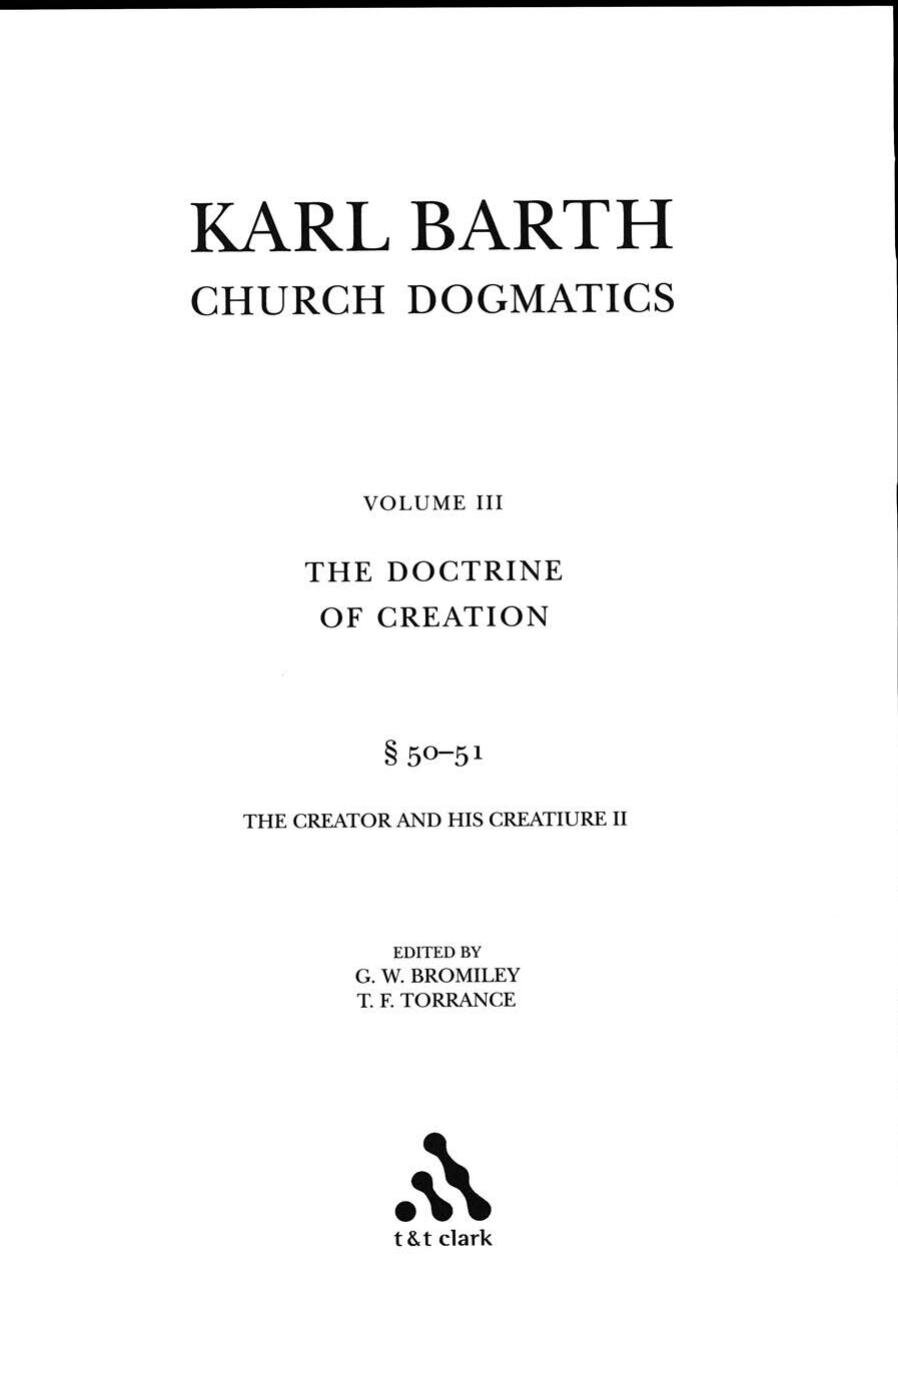 KARL BARTH
CHURCH DOGMATICS
VOLUME III
THE DOCTRINE
OF CREATION
§ 50–51
THE CREATOR AND HIS CREATIURE II
EDITED BY
G. W. BROMILEY
T. F. TORRANCE
t&t clark